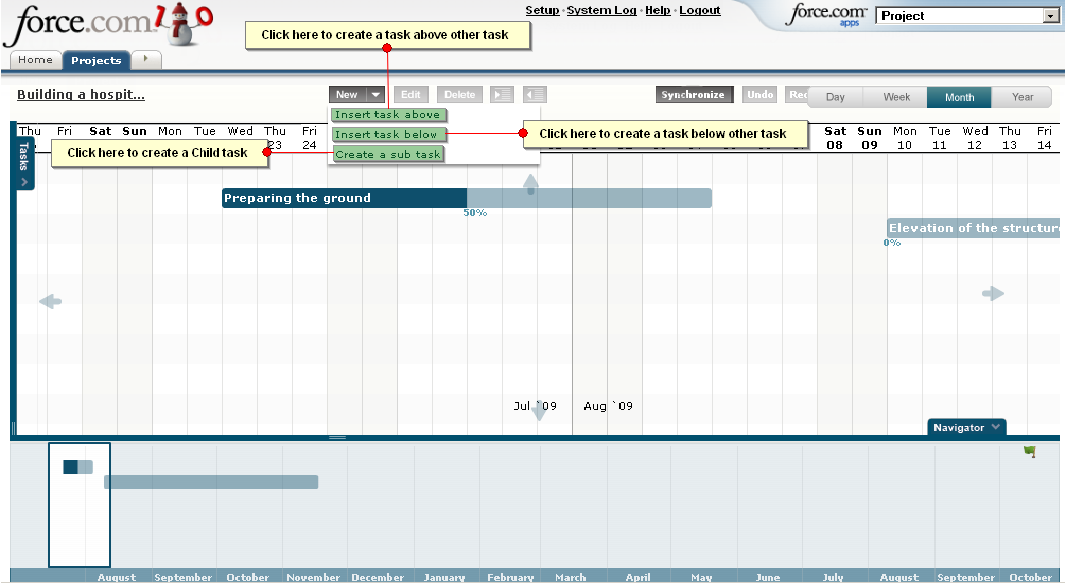 force.com
Setup · System Log · Help · Logout
force.com
apps
Project
Click here to create a task above other task
Home
Projects
Building a hospit...
New
Edit
Delete
Synchronize
Undo
Day
Week
Month
Year
Insert task above
Insert task below
Create a sub task
Click here to create a task below other task
Click here to create a Child task
Thu Fri Sat Sun Mon Tue Wed Thu Fri
23 24
Sat Sun Mon Tue Wed Thu Fri
08 09 10 11 12 13 14
Tasks
Preparing the ground
50%
Elevation of the structure
0%
Jul `09
Aug `09
Navigator
August September October November December January February March April May June July August September October